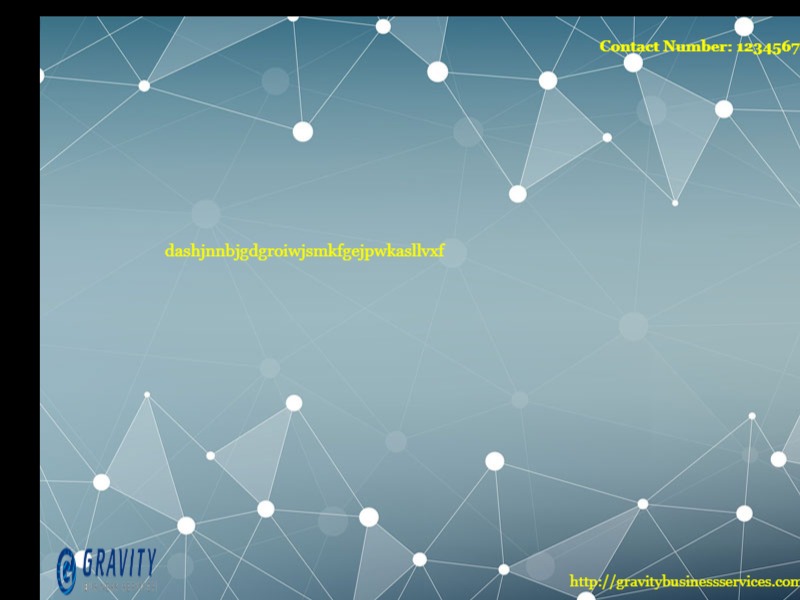 Contact Number: 1234567
dashjnnbjgdgroiwjsmkfgejpwkasllvxf
GRAVITY
http://gravitybusinessservices.com